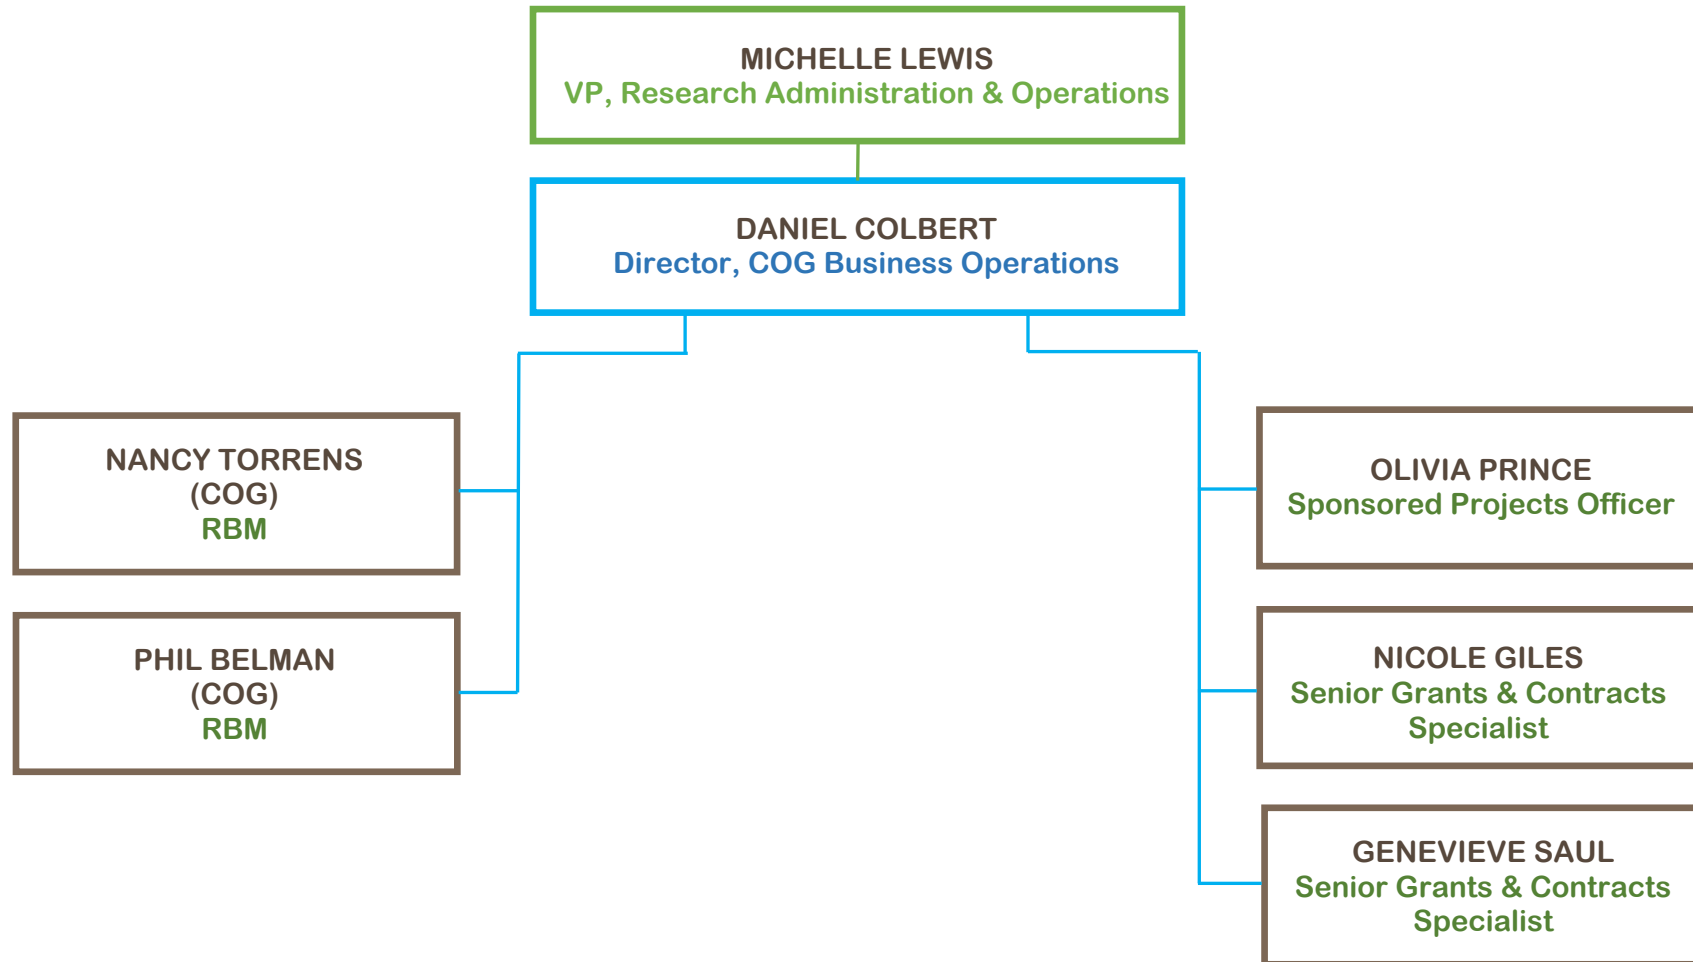 MICHELLE LEWIS
VP, Research Administration & Operations
DANIEL COLBERT
Director, COG Business Operations
NANCY TORRENS
(COG)
RBM
PHIL BELMAN
(COG)
RBM
OLIVIA PRINCE
Sponsored Projects Officer
NICOLE GILES
Senior Grants & Contracts
Specialist
GENEVIEVE SAUL
Senior Grants & Contracts
Specialist